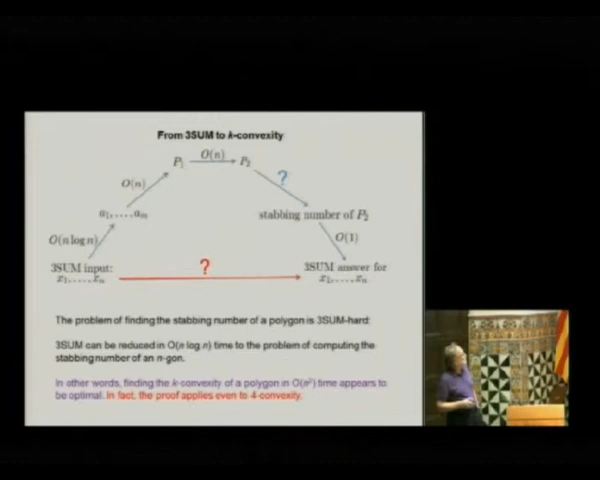 From 3SUM to k-convexity
P₁ O(n) P₂
O(n) ?
a₁,....,aₘ stabbing number of P₂
O(n log n) O(1)
3SUM input: ? 3SUM answer for
x₁,....,xₙ x₁,....,xₙ
The problem of finding the stabbing number of a polygon is 3SUM-hard:
3SUM can be reduced in O(n log n) time to the problem of computing the
stabbing number of an n-gon.
In other words, finding the k-convexity of a polygon in O(n²) time appears to
be optimal. In fact, the proof applies even to 4-convexity.